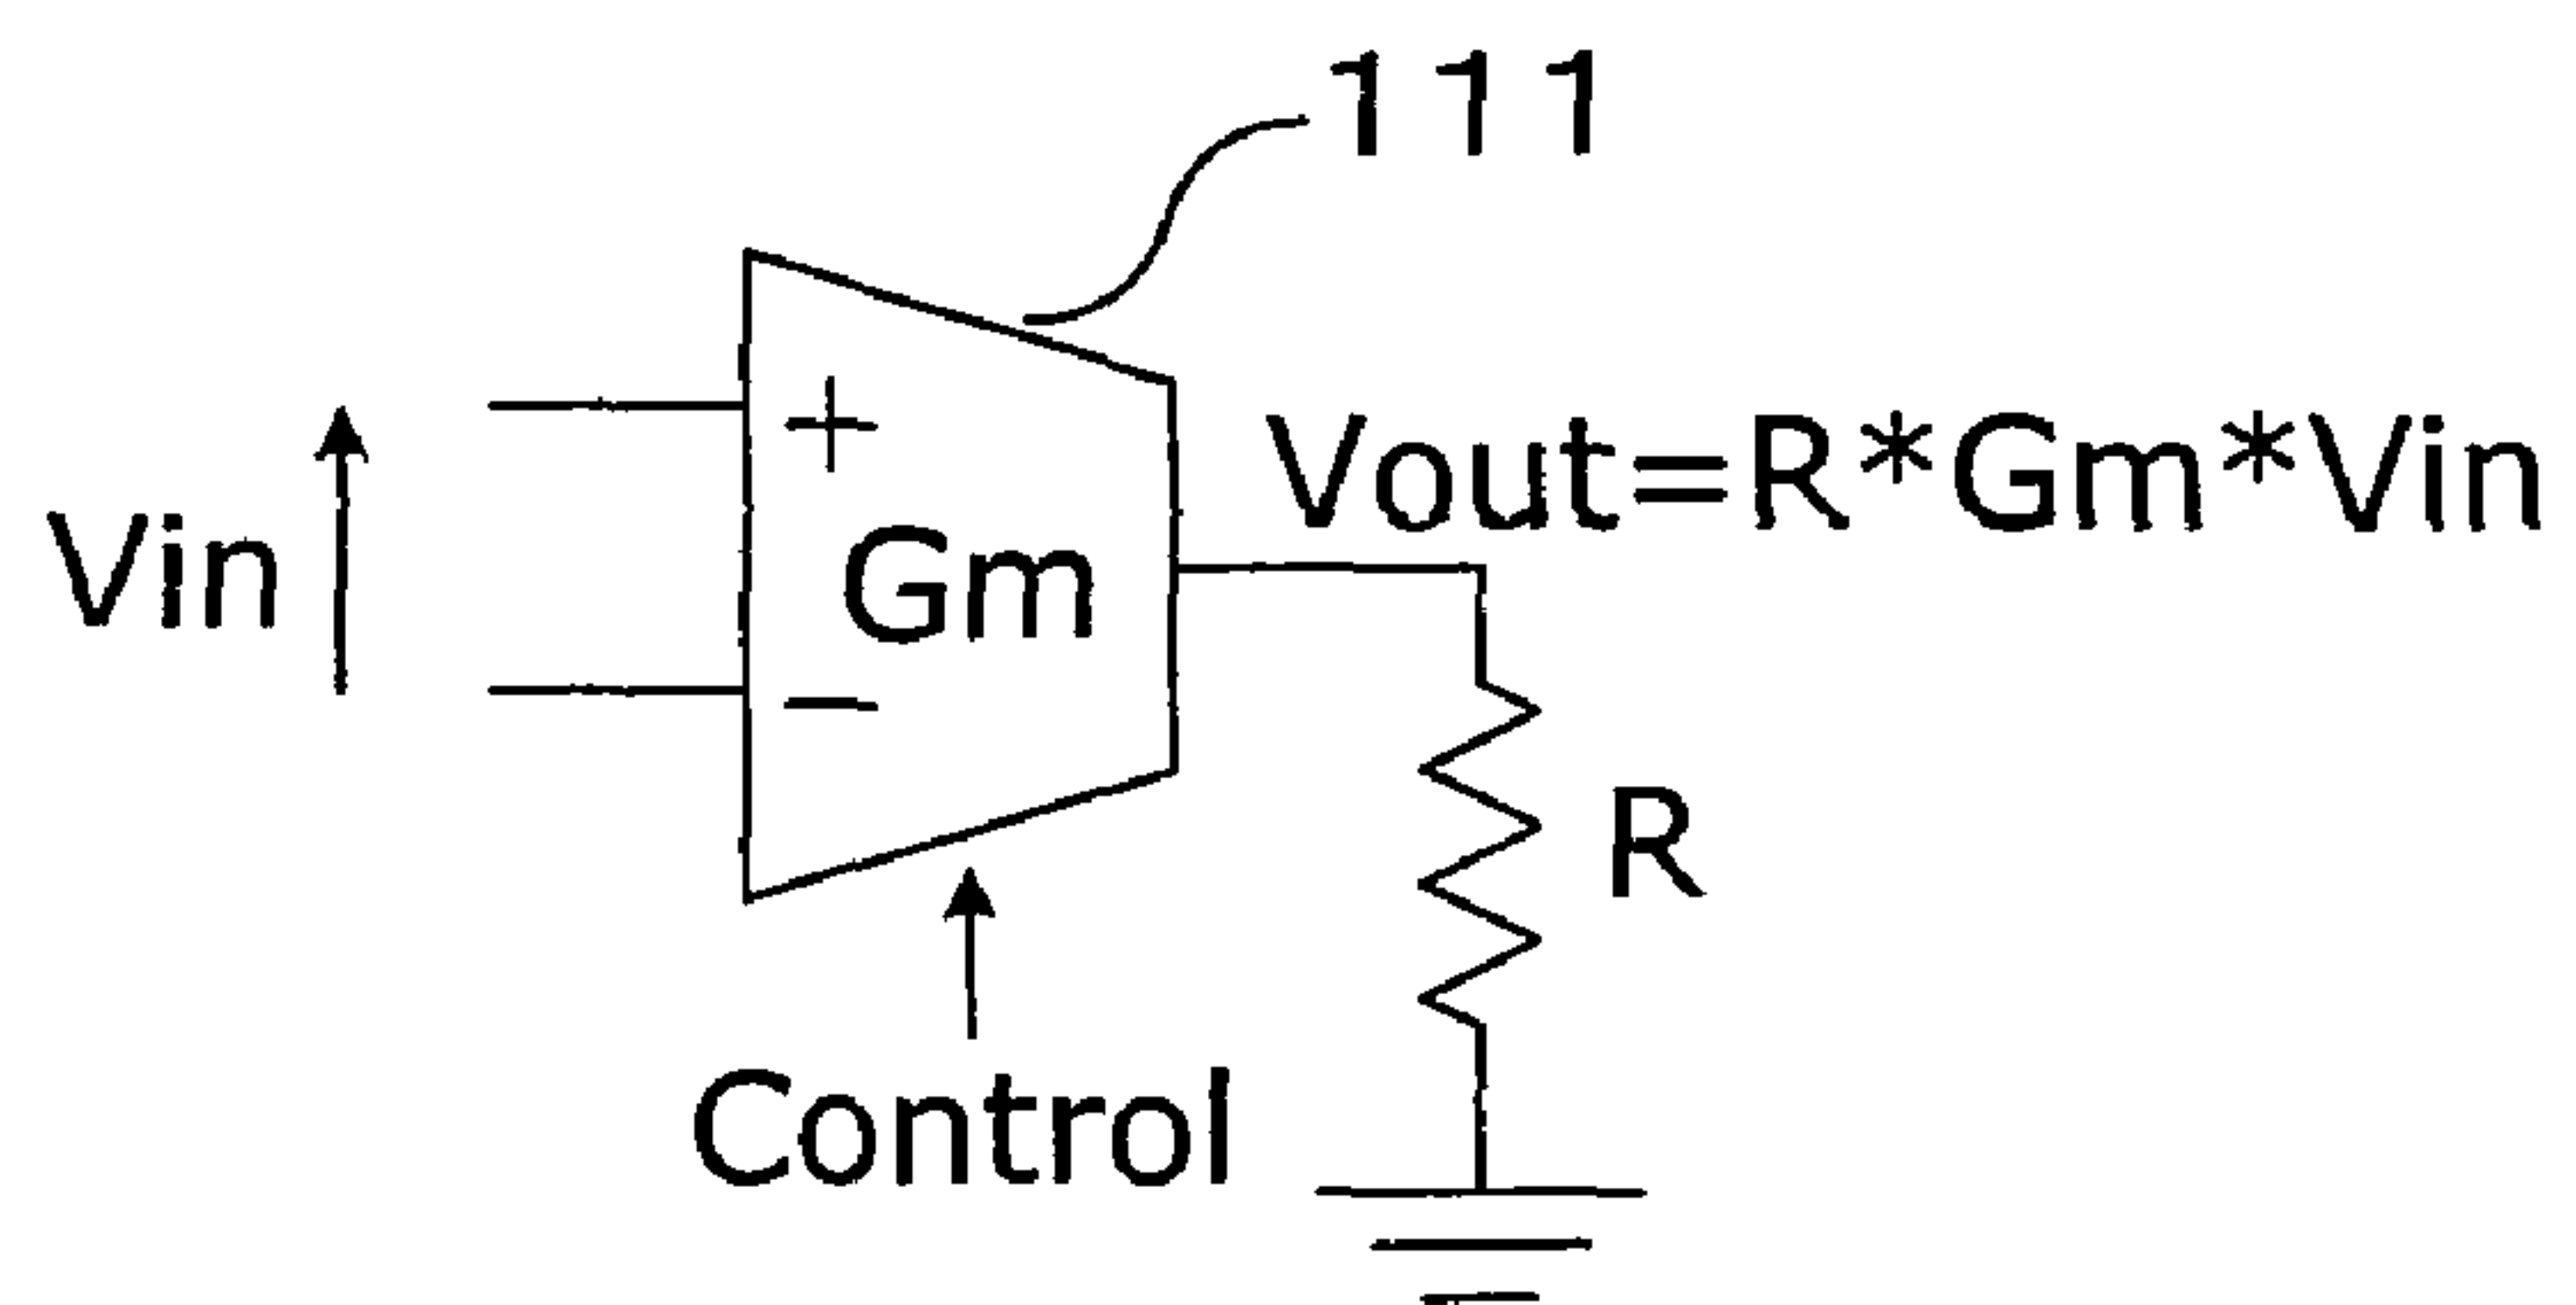 111
+
Vout=R*Gm*Vin
Vin
Gm
−
R
Control